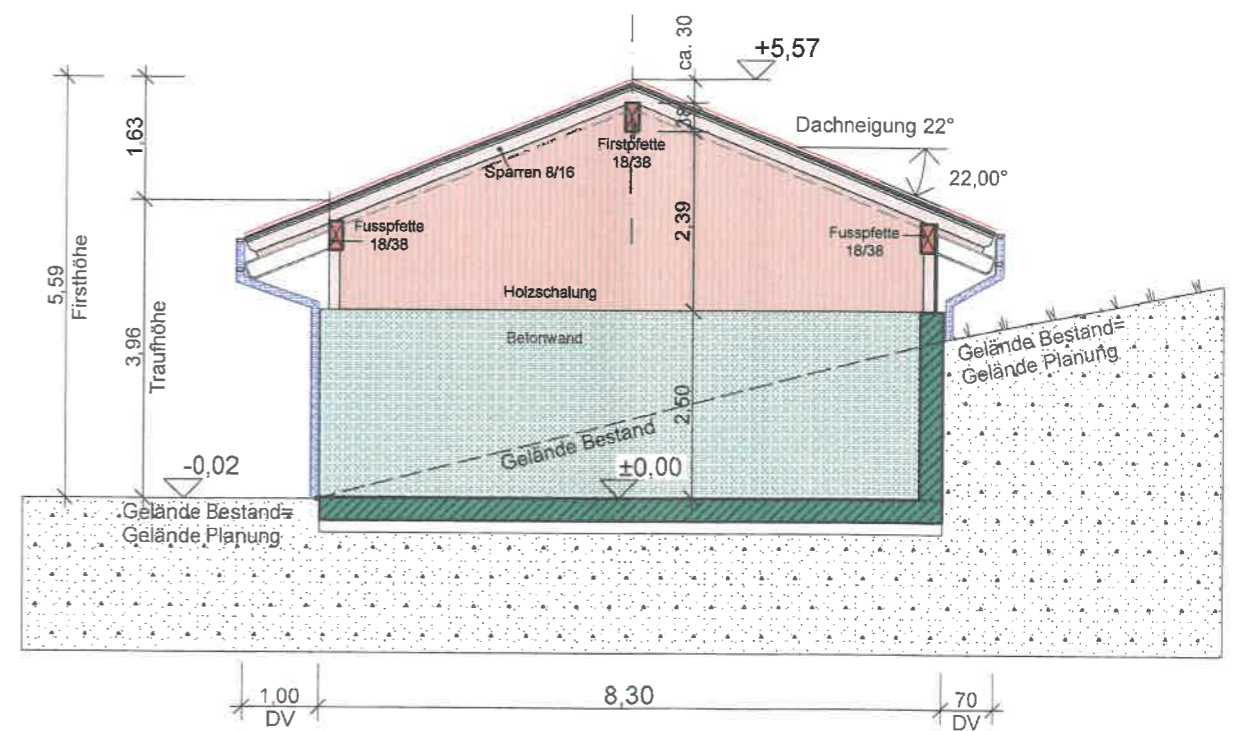 ca. 30
+5,57
1,63
38
Dachneigung 22°
Firstpfette
18/38
Sparren 8/16
22,00°
Fusspfette
18/38
2,39
Fusspfette
18/38
5,59
Firsthöhe
Holzschalung
3,96
Traufhöhe
Betonwand
Gelände Bestand=
Gelände Planung
2,50
Gelände Bestand
-0,02
±0.00
Gelände Bestand=
Gelände Planung
1,00
DV
8,30
70
DV